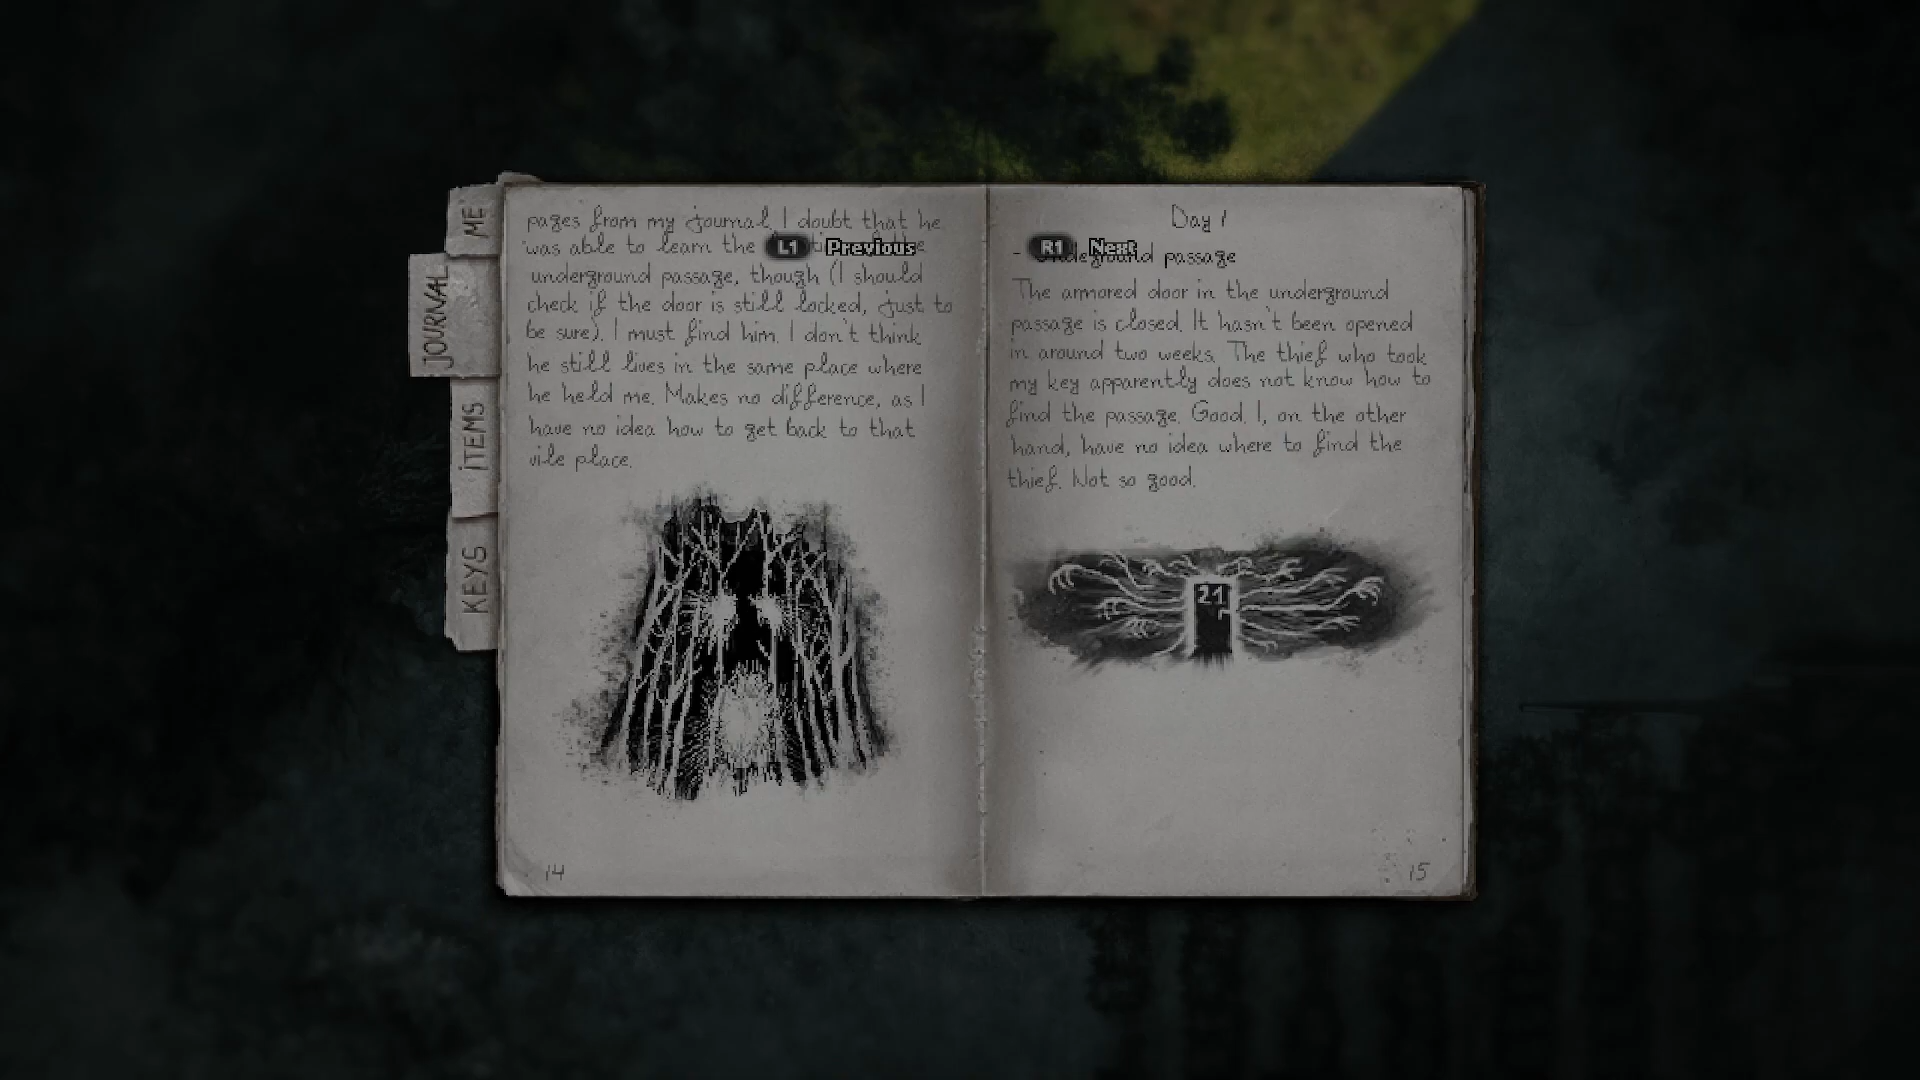 ME
JOURNAL
ITEMS
KEYS
pages from my journal. I doubt that he
was able to learn the
L1 Previous
underground passage, though (I should
check if the door is still locked, just to
be sure). I must find him. I don't think
he still lives in the same place where
he held me. Makes no difference, as I
have no idea how to get back to that
vile place.
14
Day 1
R1 Next
- Undeground passage
The armored door in the underground
passage is closed. It hasn't been opened
in around two weeks. The thief who took
my key apparently does not know how to
find the passage. Good. I, on the other
hand, have no idea where to find the
thief. Not so good.
21
15